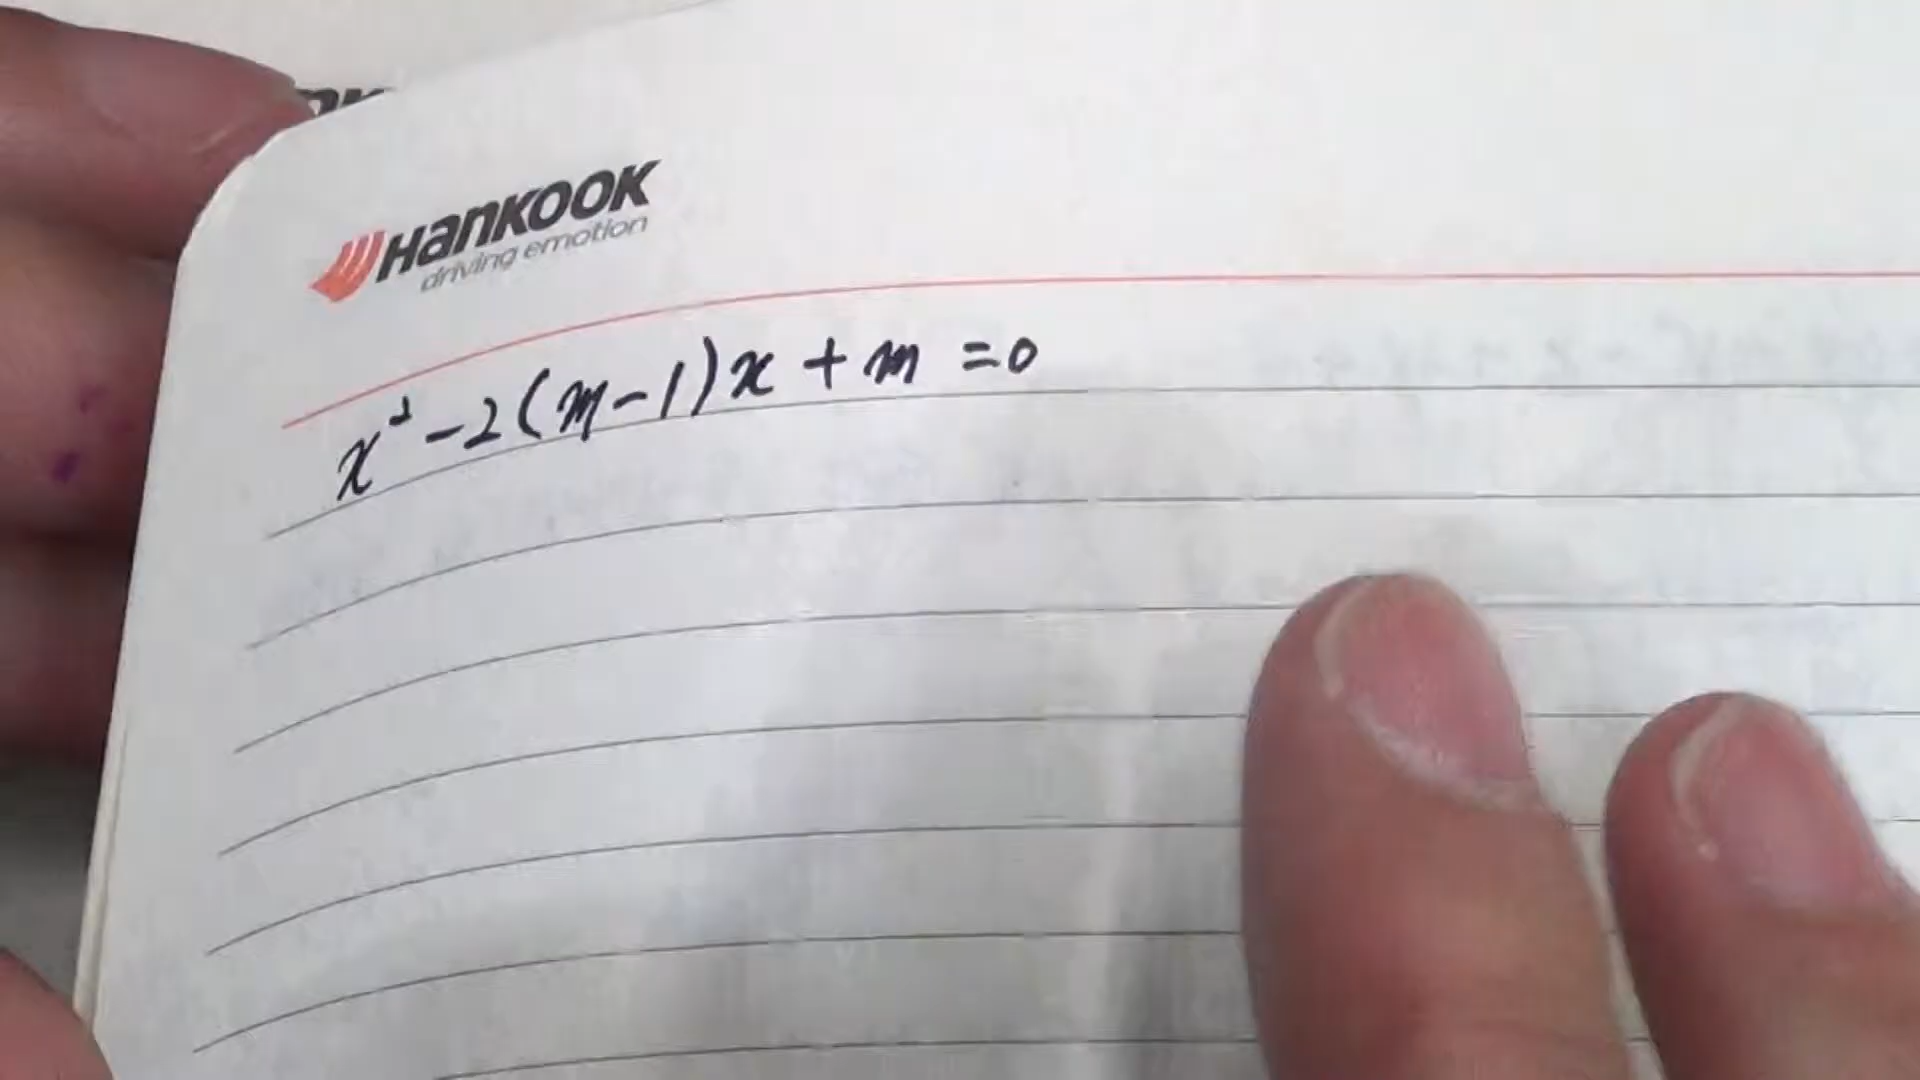 Hankook
driving emotion
x² - 2(m-1)x + m = 0